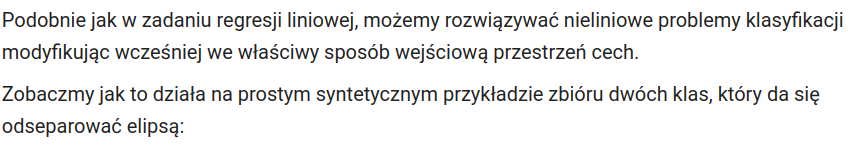 Podobnie jak w zadaniu regresji liniowej, możemy rozwiązywać nieliniowe problemy klasyfikacji
modyfikując wcześniej we właściwy sposób wejściową przestrzeń cech.
Zobaczmy jak to działa na prostym syntetycznym przykładzie zbióru dwóch klas, który da się
odseparować elipsą: